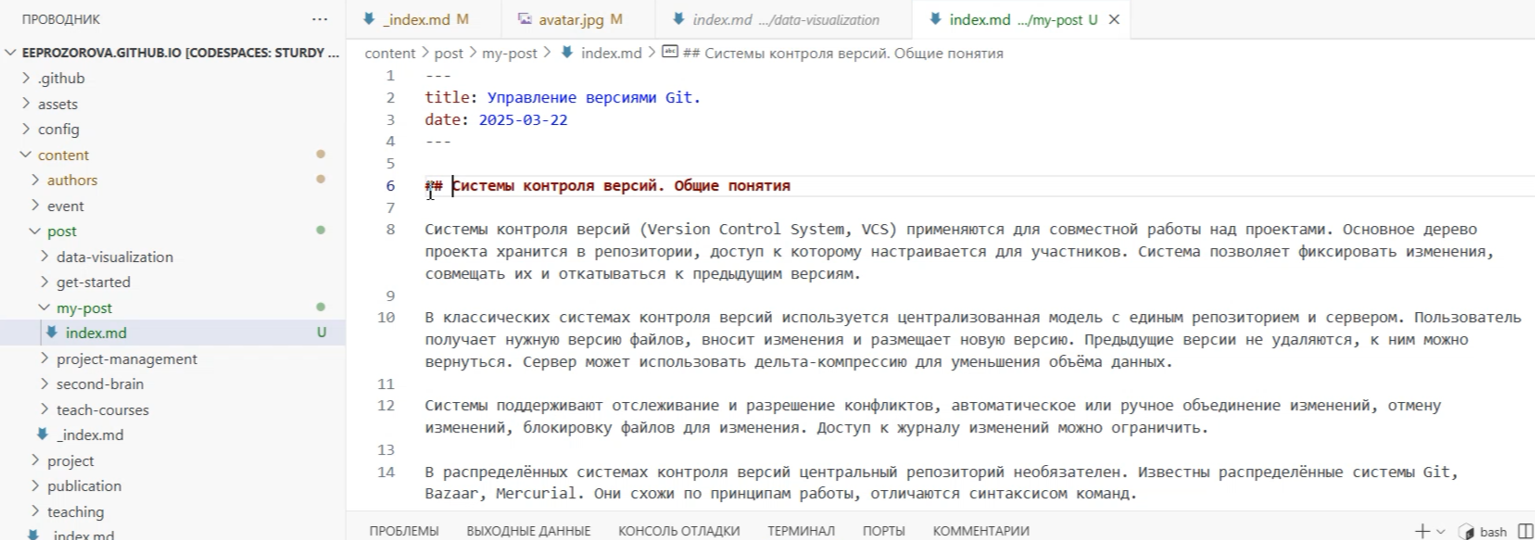 ПРОВОДНИК
EEPROZOROVA.GITHUB.IO [CODESPACES: STURDY ...
.github
assets
config
content
authors
event
post
data-visualization
get-started
my-post
index.md U
project-management
second-brain
teach-courses
_index.md
project
publication
teaching
_index.md
_index.md M
avatar.jpg M
index.md .../data-visualization
index.md .../my-post U
content > post > my-post > index.md > ## Системы контроля версий. Общие понятия
1 ---
2 title: Управление версиями Git.
3 date: 2025-03-22
4 ---
5
6 ## Системы контроля версий. Общие понятия
7
8 Системы контроля версий (Version Control System, VCS) применяются для совместной работы над проектами. Основное дерево
проекта хранится в репозитории, доступ к которому настраивается для участников. Система позволяет фиксировать изменения,
совмещать их и откатываться к предыдущим версиям.
9
10 В классических системах контроля версий используется централизованная модель с единым репозиторием и сервером. Пользователь
получает нужную версию файлов, вносит изменения и размещает новую версию. Предыдущие версии не удаляются, к ним можно
вернуться. Сервер может использовать дельта-компрессию для уменьшения объёма данных.
11
12 Системы поддерживают отслеживание и разрешение конфликтов, автоматическое или ручное объединение изменений, отмену
изменений, блокировку файлов для изменения. Доступ к журналу изменений можно ограничить.
13
14 В распределённых системах контроля версий центральный репозиторий необязателен. Известны распределённые системы Git,
Bazaar, Mercurial. Они схожи по принципам работы, отличаются синтаксисом команд.
ПРОБЛЕМЫ ВЫХОДНЫЕ ДАННЫЕ КОНСОЛЬ ОТЛАДКИ ТЕРМИНАЛ ПОРТЫ КОММЕНТАРИИ
bash